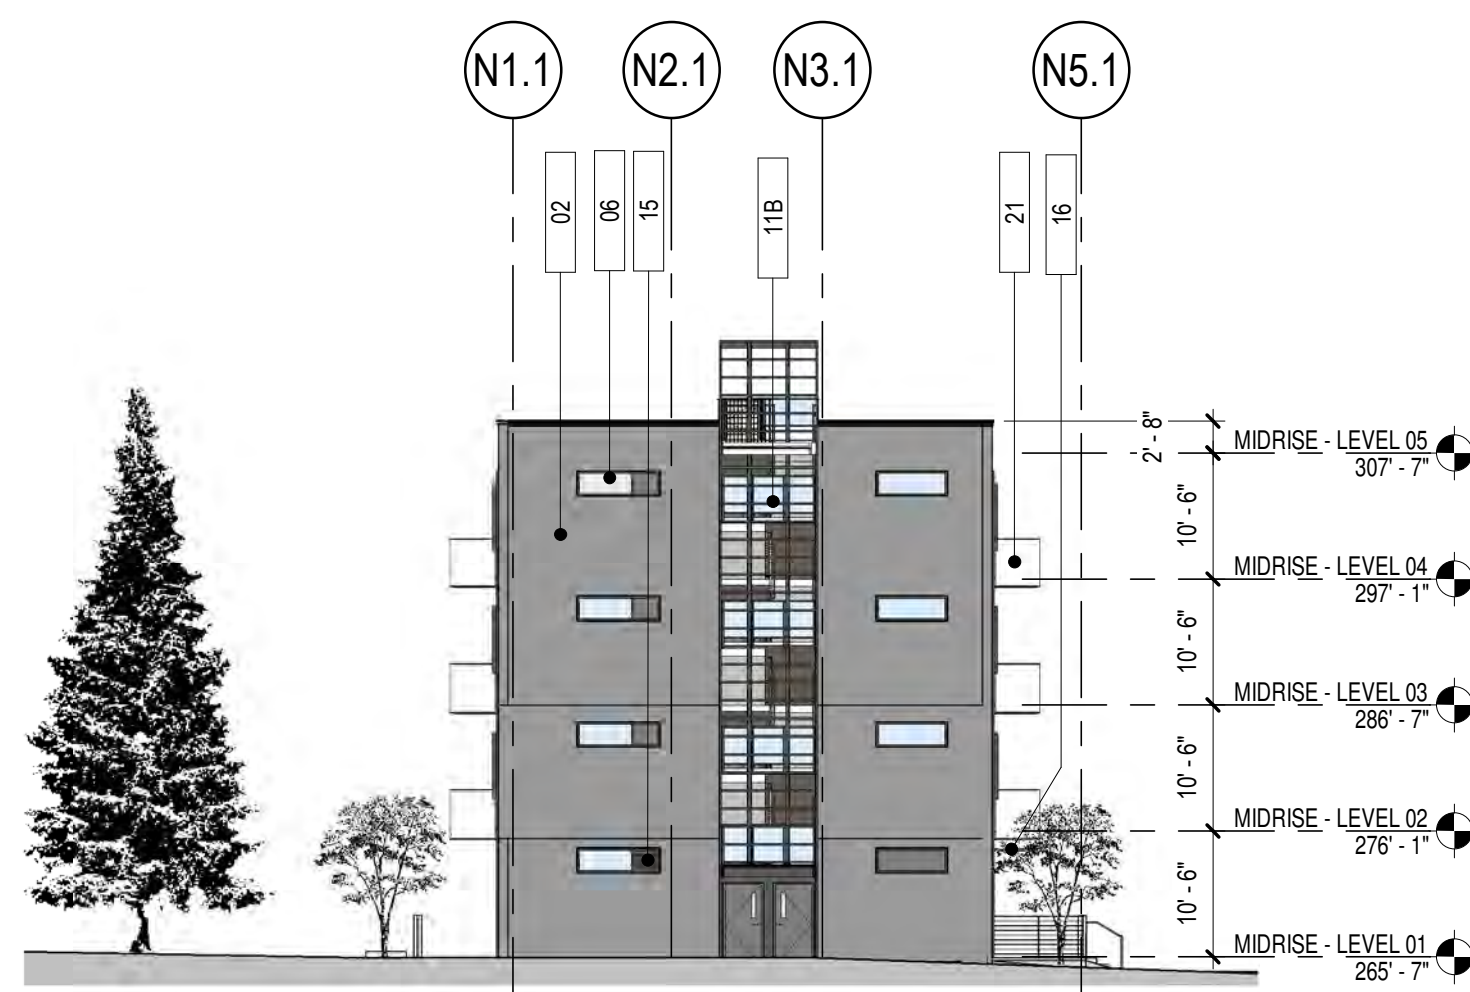 N1.1
N2.1
N3.1
N5.1
02
06
15
11B
21
16
2' - 8"
MIDRISE - LEVEL 05
307' - 7"
10' - 6"
MIDRISE - LEVEL 04
297' - 1"
10' - 6"
MIDRISE - LEVEL 03
286' - 7"
10' - 6"
MIDRISE - LEVEL 02
276' - 1"
10' - 6"
MIDRISE - LEVEL 01
265' - 7"